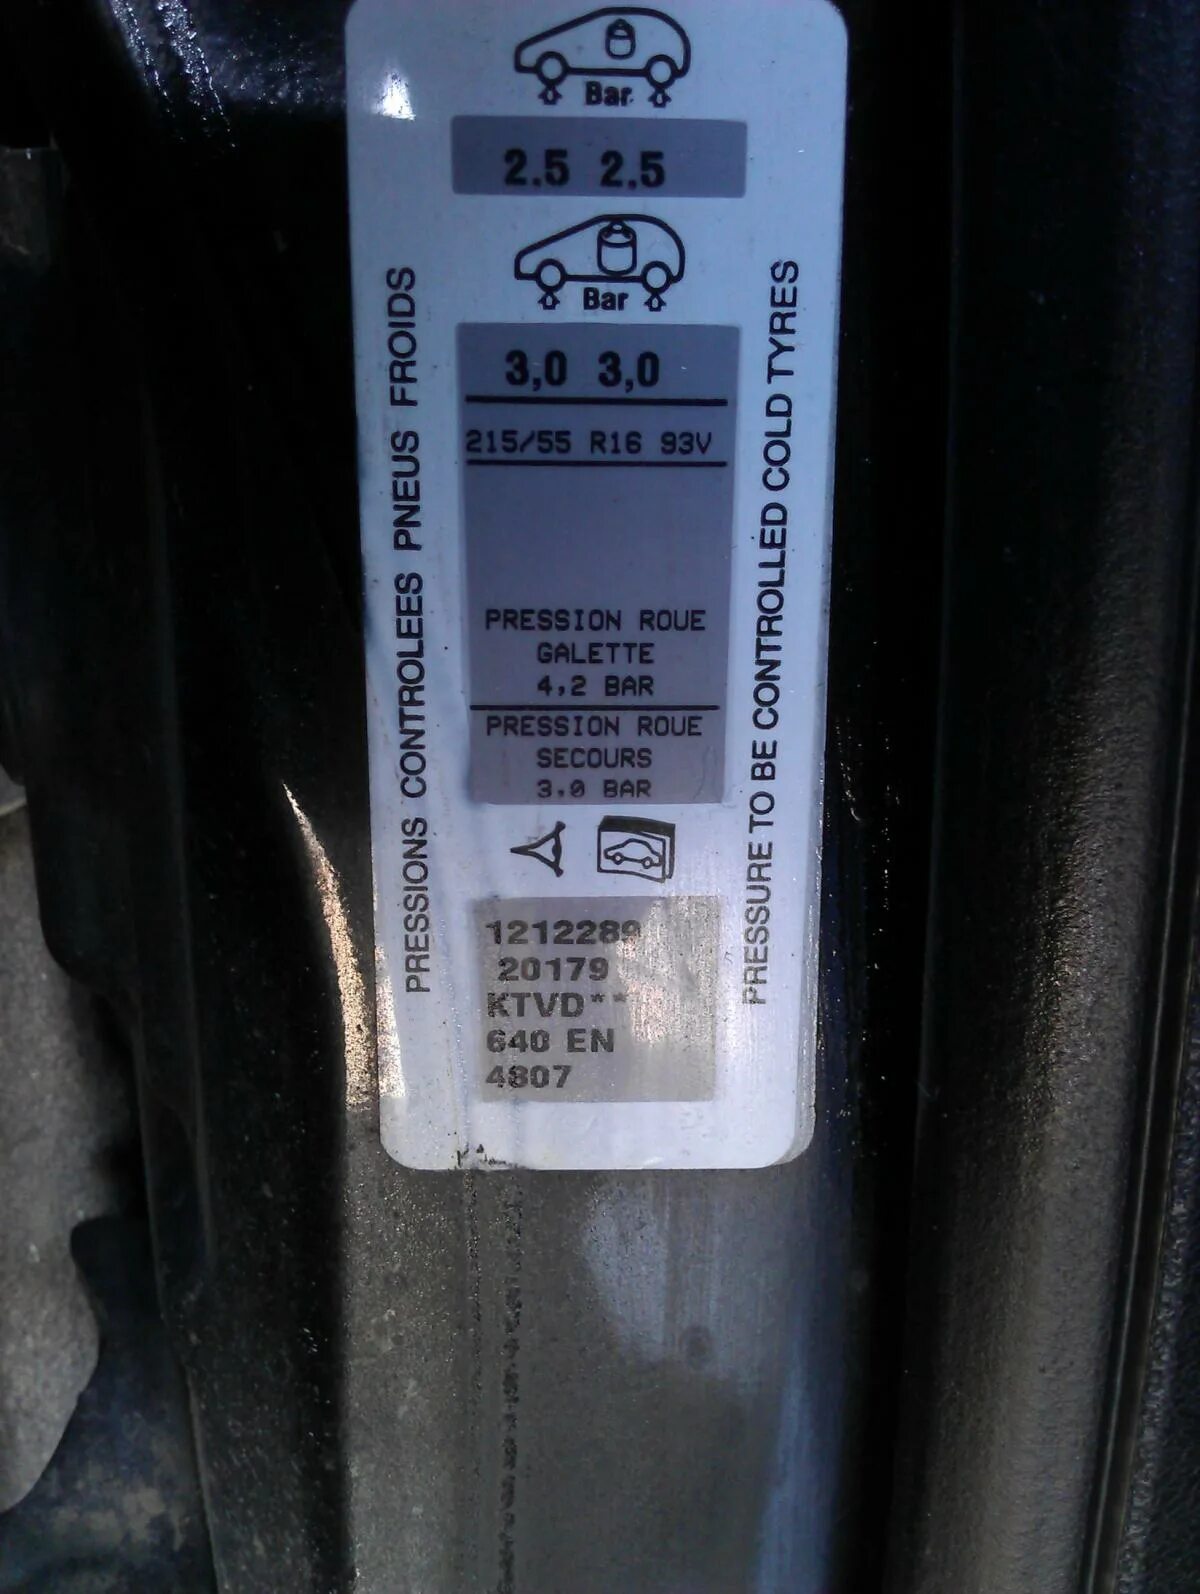 Bar
2.5 2.5
Bar
3,0 3,0
215/55 R16 93V
PRESSION ROUE
GALETTE
4,2 BAR
PRESSION ROUE
SECOURS
3.0 BAR
1212289
20179
KTVD**
640 EN
4807
PRESSIONS CONTROLEES PNEUS FROIDS
PRESSURE TO BE CONTROLLED COLD TYRES